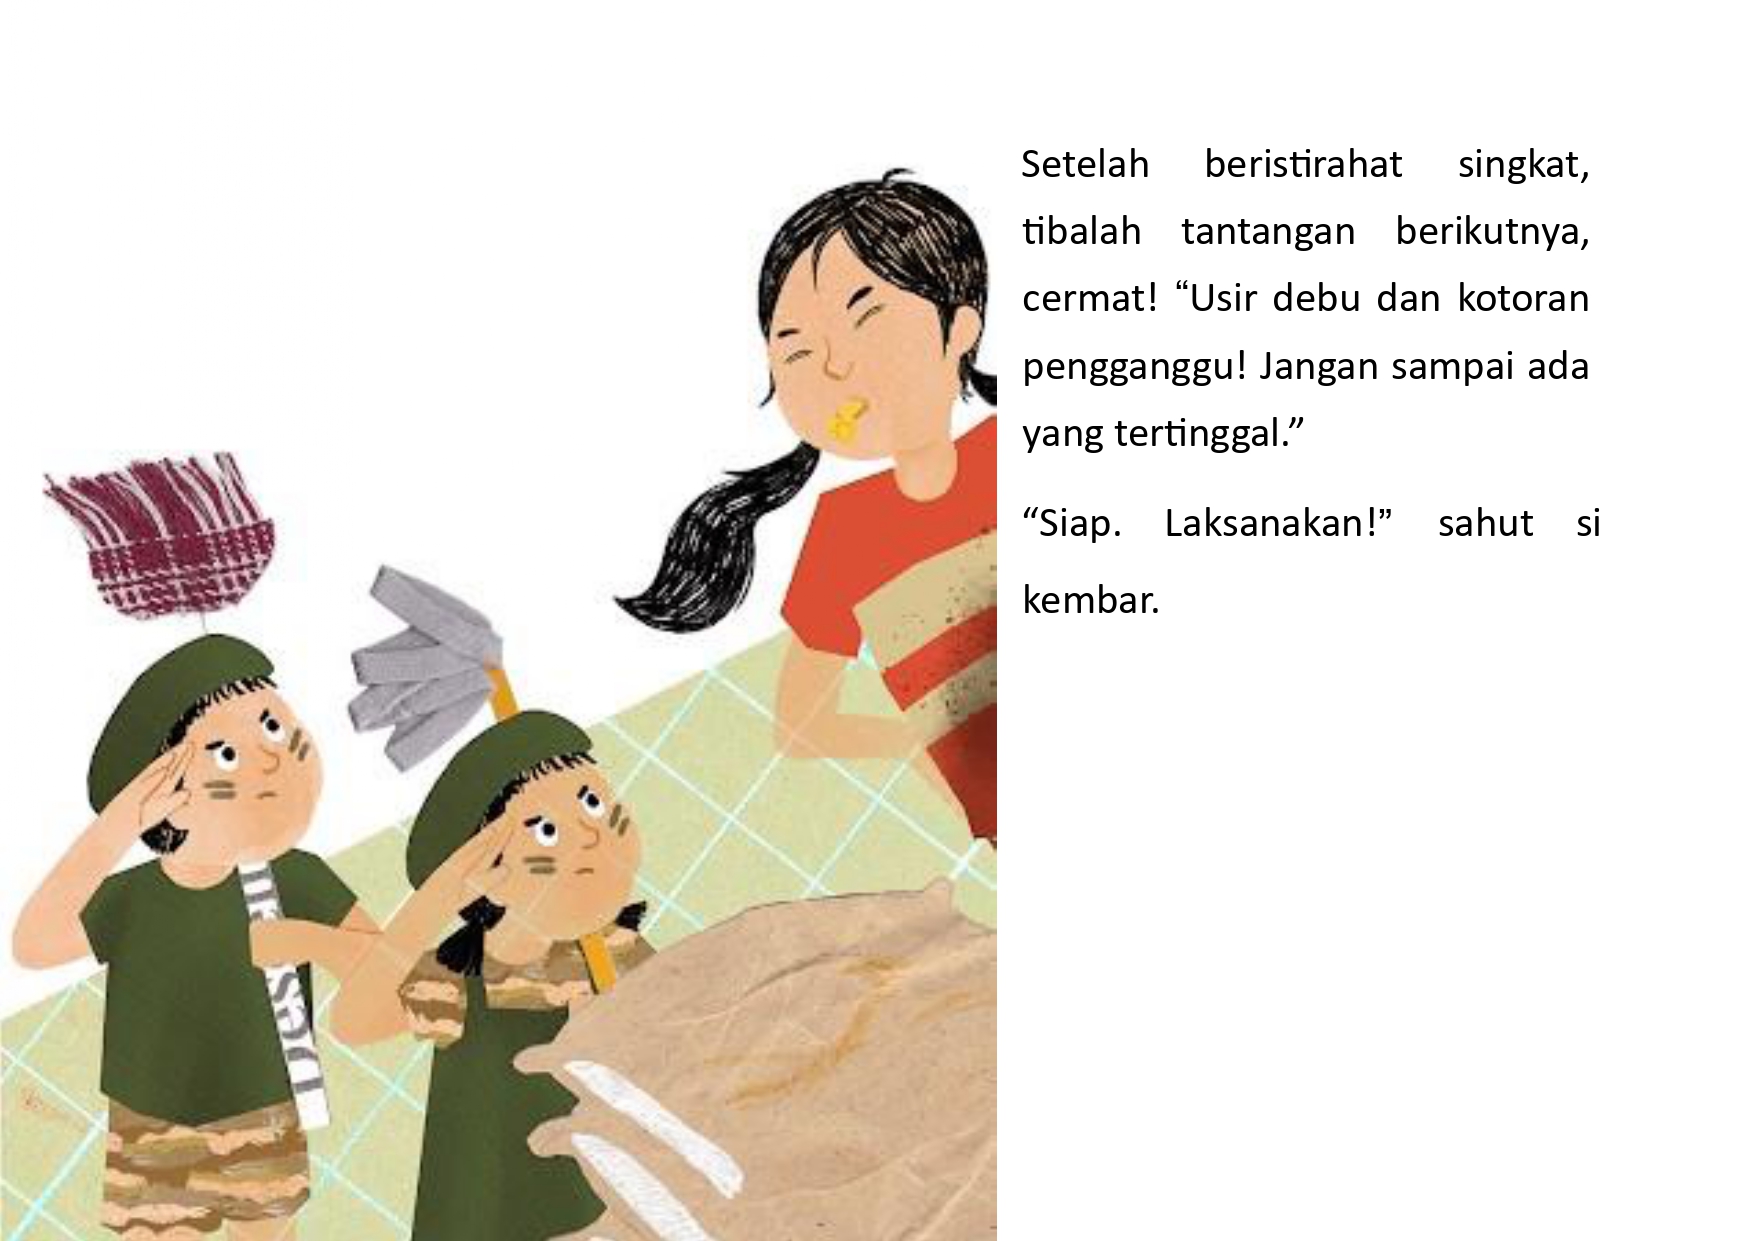 Setelah beristirahat singkat,
tibalah tantangan berikutnya,
cermat! “Usir debu dan kotoran
pengganggu! Jangan sampai ada
yang tertinggal.”
“Siap. Laksanakan!” sahut si
kembar.